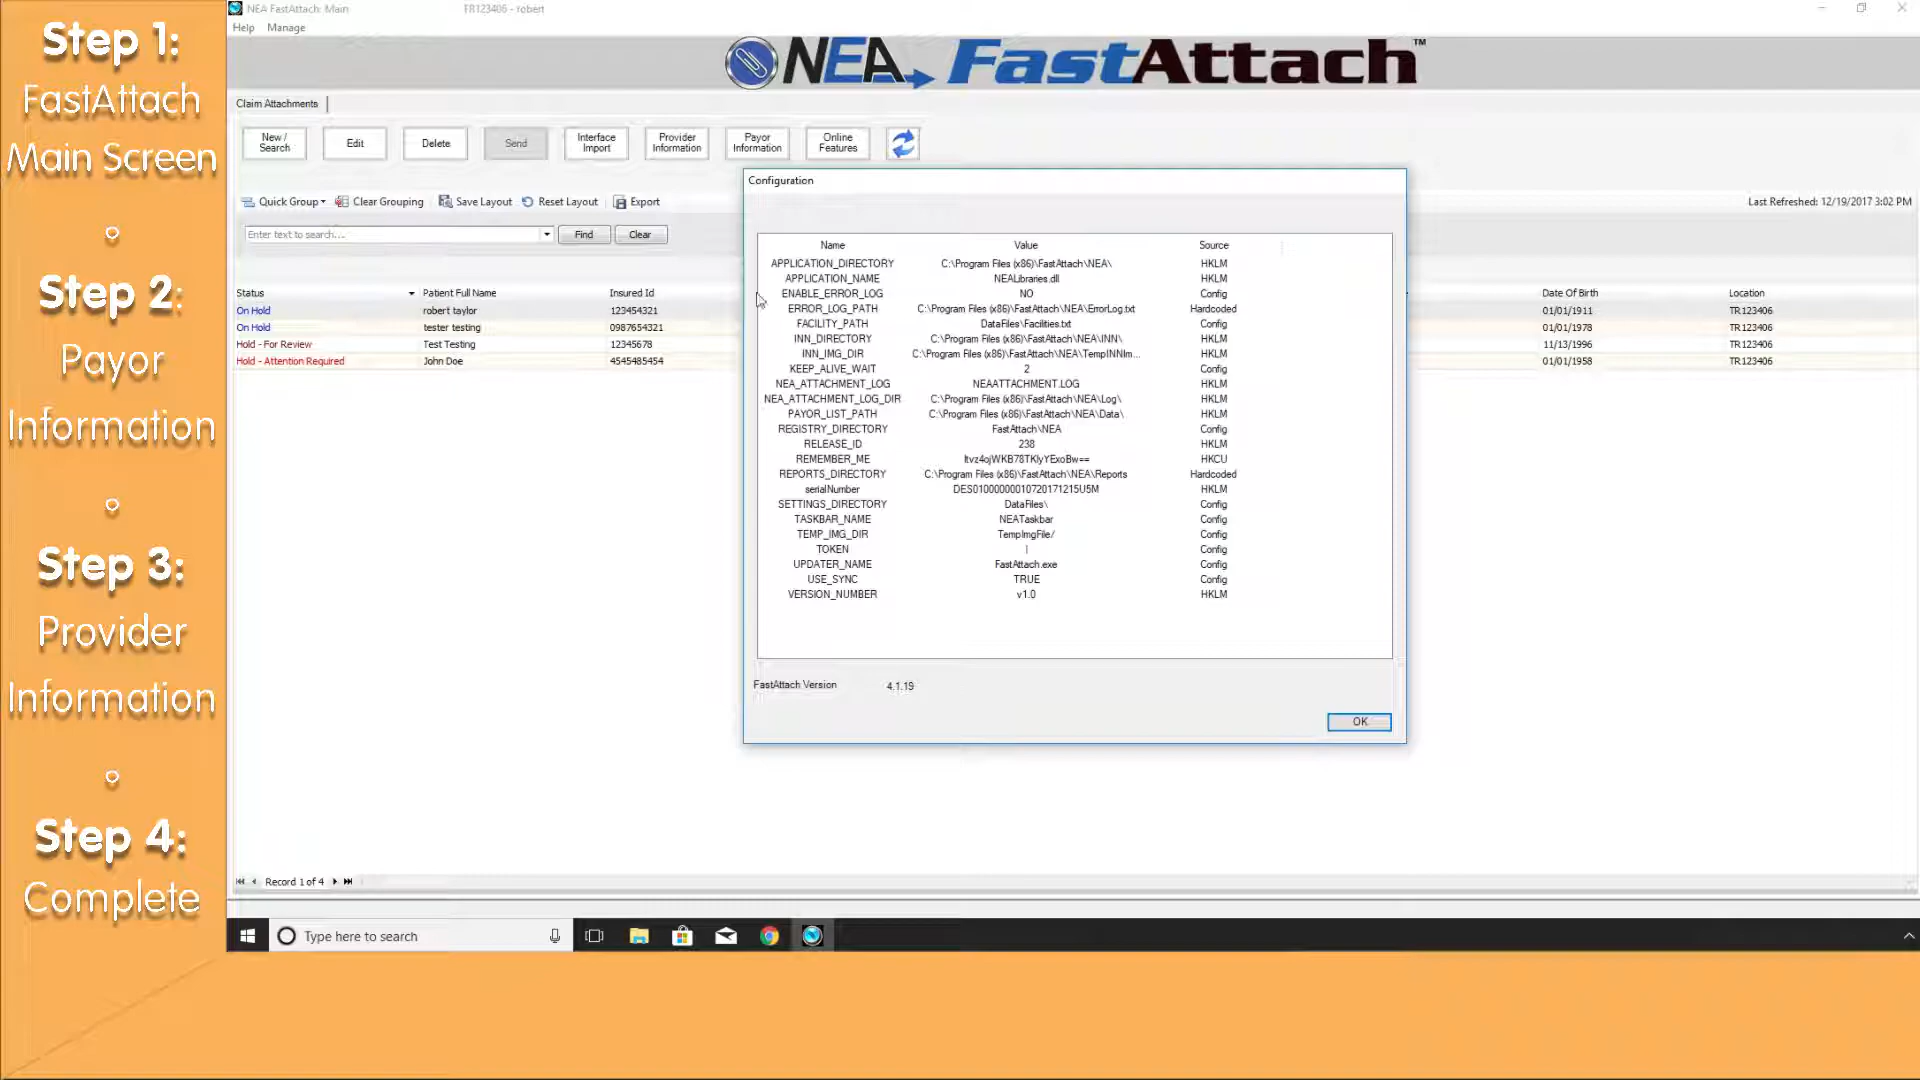 Step 1:
FastAttach
Main Screen
Step 2:
Payor
Information
Step 3:
Provider
Information
Step 4:
Complete
NEA FastAttach: Main TR123406 - robert
Help Manage
NEA FastAttach™
Claim Attachments
New / Search Edit Delete Send Interface Import Provider Information Payor Information Online Features
Quick Group Clear Grouping Save Layout Reset Layout Export Last Refreshed: 12/19/2017 3:02 PM
Enter text to search... Find Clear
Status Patient Full Name Insured Id Date Of Birth Location
On Hold robert taylor 123454321 01/01/1911 TR123406
On Hold tester testing 0987654321 01/01/1978 TR123406
Hold - For Review Test Testing 12345678 11/13/1996 TR123406
Hold - Attention Required John Doe 4545485454 01/01/1958 TR123406
Configuration
Name Value Source
APPLICATION_DIRECTORY C:\Program Files (x86)\FastAttach\NEA\ HKLM
APPLICATION_NAME NEALibraries.dll HKLM
ENABLE_ERROR_LOG NO Config
ERROR_LOG_PATH C:\Program Files (x86)\FastAttach\NEA\ErrorLog.txt Hardcoded
FACILITY_PATH DataFiles\Facilities.txt Config
INN_DIRECTORY C:\Program Files (x86)\FastAttach\NEA\INN\ HKLM
INN_IMG_DIR C:\Program Files (x86)\FastAttach\NEA\TempINNIm... HKLM
KEEP_ALIVE_WAIT 2 Config
NEA_ATTACHMENT_LOG NEAATTACHMENT.LOG HKLM
NEA_ATTACHMENT_LOG_DIR C:\Program Files (x86)\FastAttach\NEA\Log\ HKLM
PAYOR_LIST_PATH C:\Program Files (x86)\FastAttach\NEA\Data\ HKLM
REGISTRY_DIRECTORY FastAttach\NEA Config
RELEASE_ID 238 HKLM
REMEMBER_ME Itvz4ojWKB78TKlyYExoBw== HKCU
REPORTS_DIRECTORY C:\Program Files (x86)\FastAttach\NEA\Reports Hardcoded
serialNumber DES01000000010720171215U5M HKLM
SETTINGS_DIRECTORY DataFiles\ Config
TASKBAR_NAME NEATaskbar Config
TEMP_IMG_DIR TempImgFile/ Config
TOKEN | Config
UPDATER_NAME FastAttach.exe Config
USE_SYNC TRUE Config
VERSION_NUMBER v1.0 HKLM
FastAttach Version 4.1.19
OK
Record 1 of 4
Type here to search